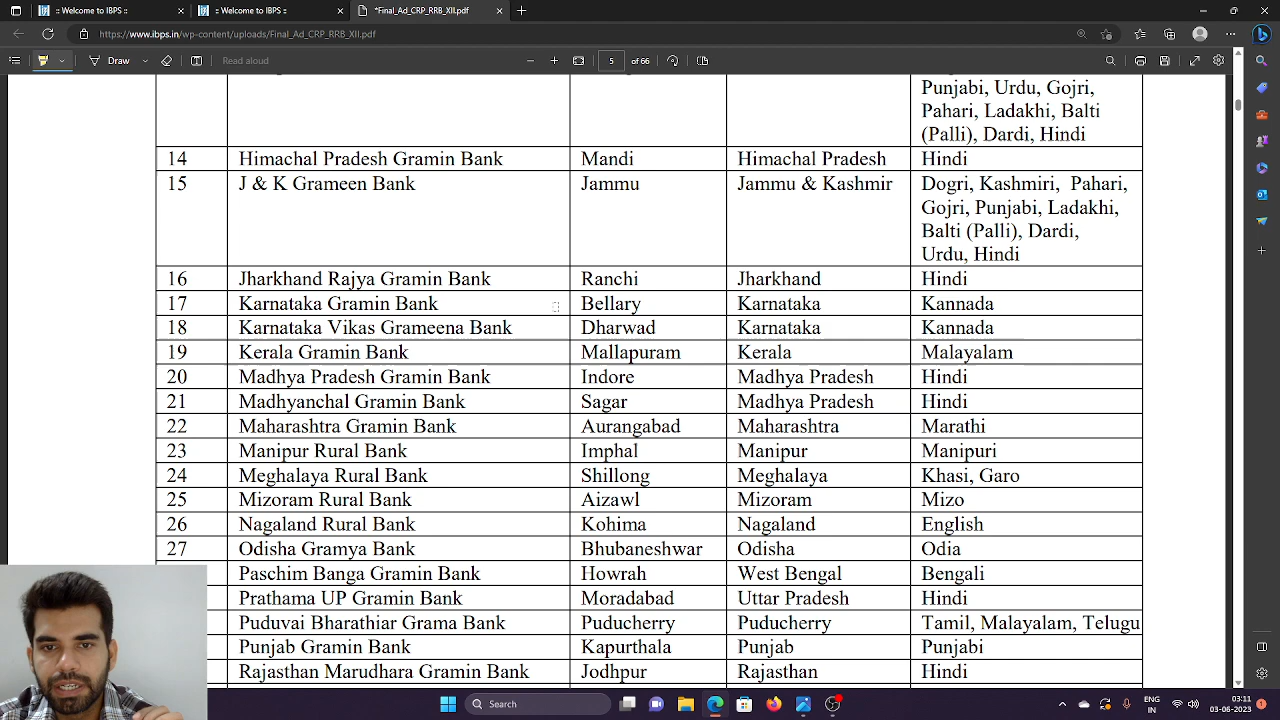 :: Welcome to IBPS ::
:: Welcome to IBPS ::
*Final_Ad_CRP_RRB_XII.pdf
https://www.ibps.in/wp-content/uploads/Final_Ad_CRP_RRB_XII.pdf
Draw
Read aloud
5
of 66
Punjabi, Urdu, Gojri,
Pahari, Ladakhi, Balti
(Palli), Dardi, Hindi
14 Himachal Pradesh Gramin Bank Mandi Himachal Pradesh Hindi
15 J & K Grameen Bank Jammu Jammu & Kashmir Dogri, Kashmiri, Pahari,
Gojri, Punjabi, Ladakhi,
Balti (Palli), Dardi,
Urdu, Hindi
16 Jharkhand Rajya Gramin Bank Ranchi Jharkhand Hindi
17 Karnataka Gramin Bank Bellary Karnataka Kannada
18 Karnataka Vikas Grameena Bank Dharwad Karnataka Kannada
19 Kerala Gramin Bank Mallapuram Kerala Malayalam
20 Madhya Pradesh Gramin Bank Indore Madhya Pradesh Hindi
21 Madhyanchal Gramin Bank Sagar Madhya Pradesh Hindi
22 Maharashtra Gramin Bank Aurangabad Maharashtra Marathi
23 Manipur Rural Bank Imphal Manipur Manipuri
24 Meghalaya Rural Bank Shillong Meghalaya Khasi, Garo
25 Mizoram Rural Bank Aizawl Mizoram Mizo
26 Nagaland Rural Bank Kohima Nagaland English
27 Odisha Gramya Bank Bhubaneshwar Odisha Odia
Paschim Banga Gramin Bank Howrah West Bengal Bengali
Prathama UP Gramin Bank Moradabad Uttar Pradesh Hindi
Puduvai Bharathiar Grama Bank Puducherry Puducherry Tamil, Malayalam, Telugu
Punjab Gramin Bank Kapurthala Punjab Punjabi
Rajasthan Marudhara Gramin Bank Jodhpur Rajasthan Hindi
Search
ENG
IN
03:11
03-06-2023